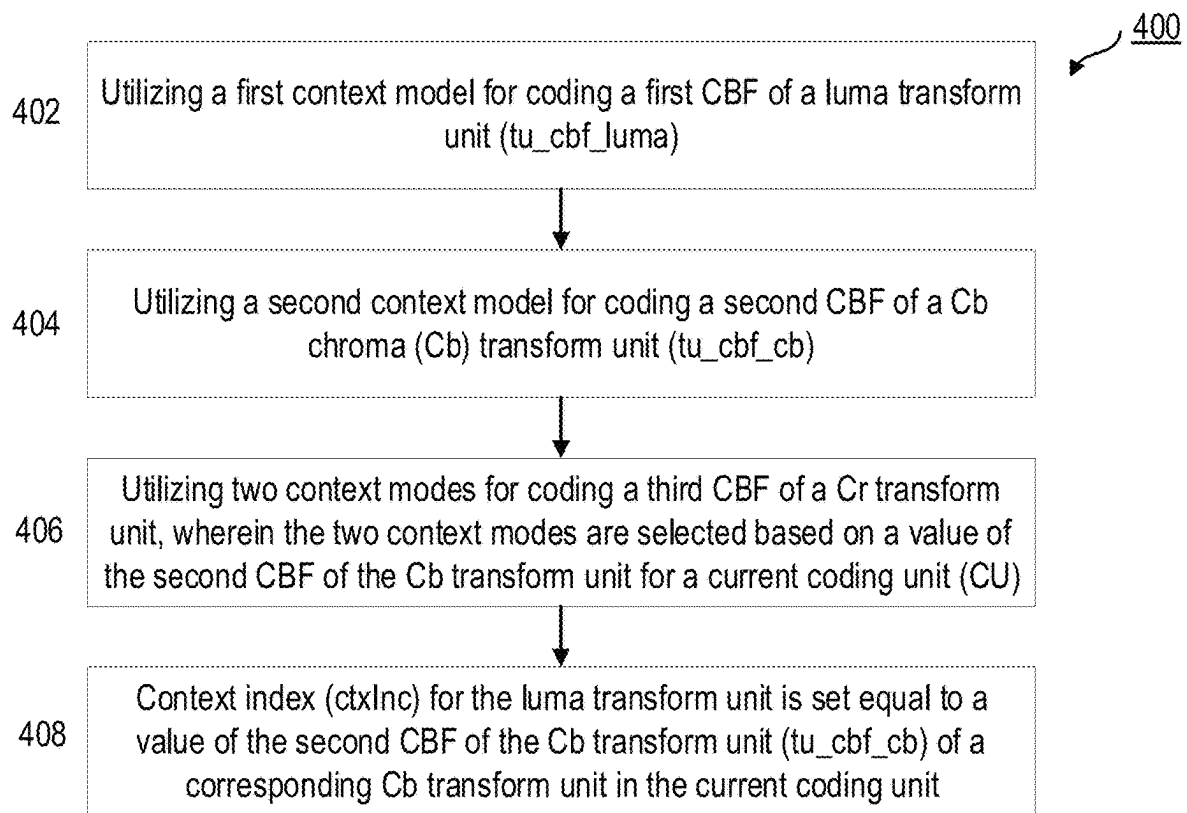 400
402
Utilizing a first context model for coding a first CBF of a luma transform
unit (tu_cbf_luma)
404
Utilizing a second context model for coding a second CBF of a Cb
chroma (Cb) transform unit (tu_cbf_cb)
406
Utilizing two context modes for coding a third CBF of a Cr transform
unit, wherein the two context modes are selected based on a value of
the second CBF of the Cb transform unit for a current coding unit (CU)
408
Context index (ctxInc) for the luma transform unit is set equal to a
value of the second CBF of the Cb transform unit (tu_cbf_cb) of a
corresponding Cb transform unit in the current coding unit